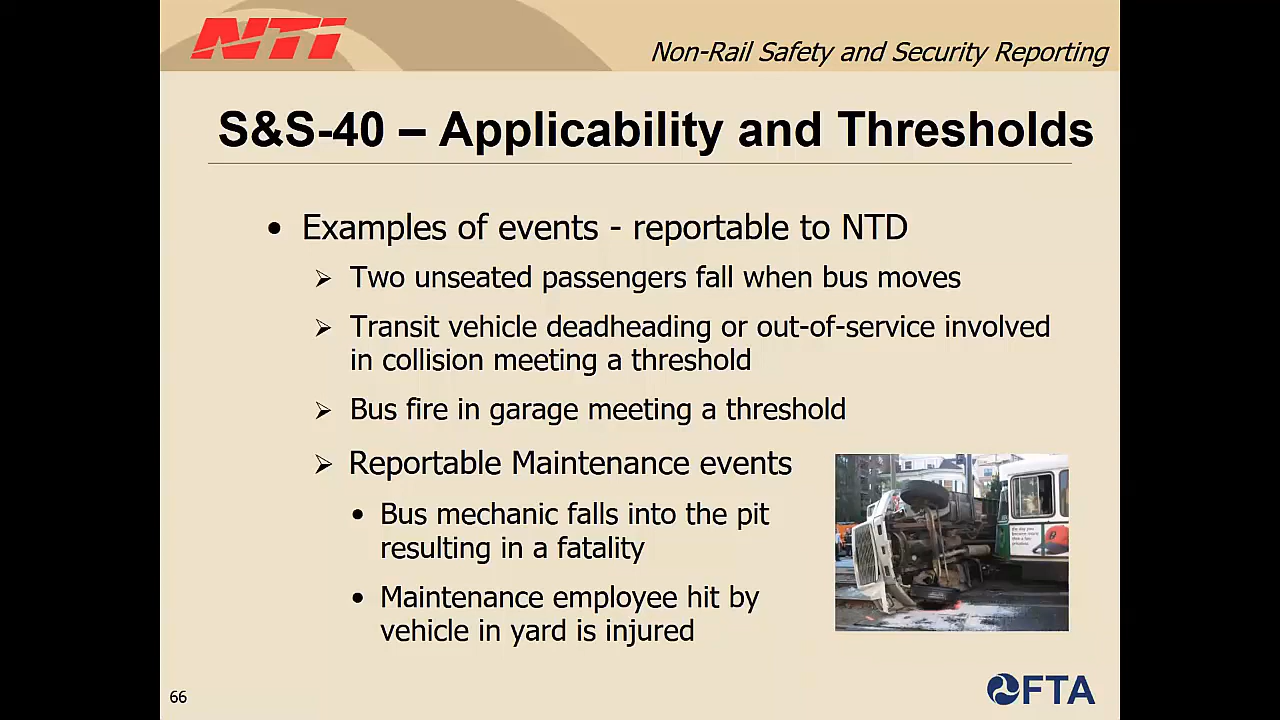 NTI
Non-Rail Safety and Security Reporting
S&S-40 – Applicability and Thresholds
• Examples of events - reportable to NTD
➢ Two unseated passengers fall when bus moves
➢ Transit vehicle deadheading or out-of-service involved
in collision meeting a threshold
➢ Bus fire in garage meeting a threshold
➢ Reportable Maintenance events
• Bus mechanic falls into the pit
resulting in a fatality
• Maintenance employee hit by
vehicle in yard is injured
66
FTA